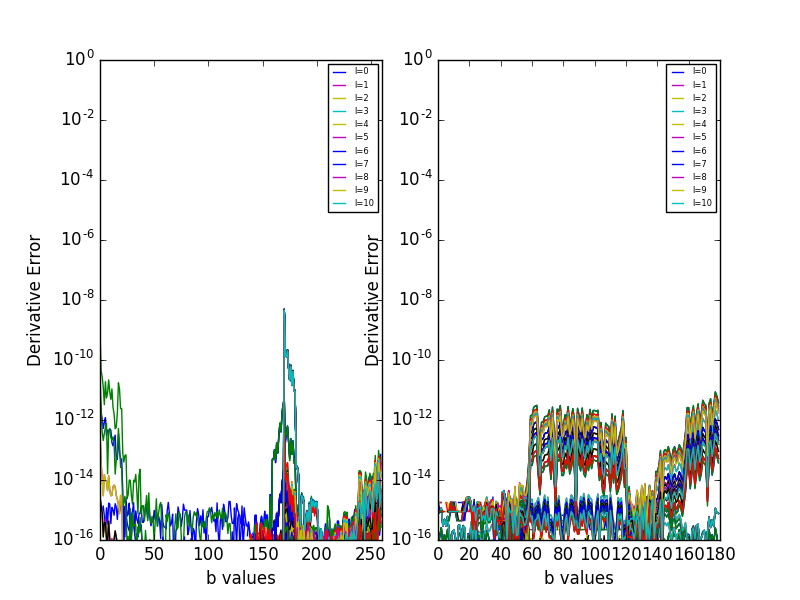 10^0
10^-2
10^-4
10^-6
10^-8
10^-10
10^-12
10^-14
10^-16
Derivative Error
0 50 100 150 200 250
b values
l=0
l=1
l=2
l=3
l=4
l=5
l=6
l=7
l=8
l=9
l=10
10^0
10^-2
10^-4
10^-6
10^-8
10^-10
10^-12
10^-14
10^-16
Derivative Error
0 20 40 60 80 100 120 140 160 180
b values
l=0
l=1
l=2
l=3
l=4
l=5
l=6
l=7
l=8
l=9
l=10